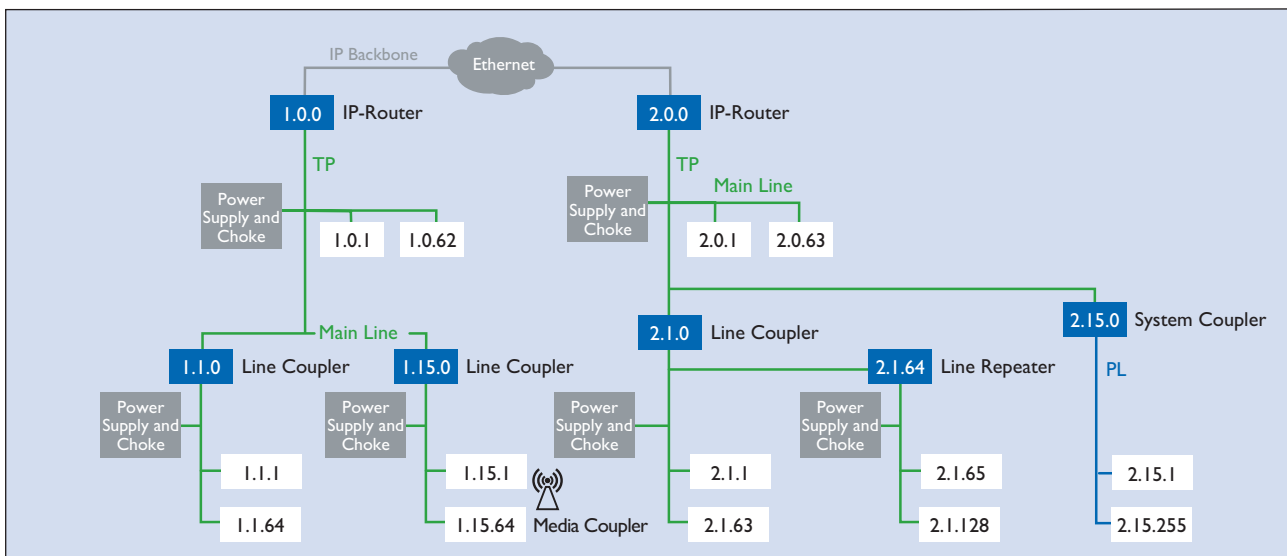 IP Backbone
Ethernet
1.0.0 IP-Router
2.0.0 IP-Router
TP
TP
Power
Supply and
Choke
1.0.1
1.0.62
Power
Supply and
Choke
Main Line
2.0.1
2.0.63
Main Line
1.1.0 Line Coupler
1.15.0 Line Coupler
2.1.0 Line Coupler
2.15.0 System Coupler
2.1.64 Line Repeater
PL
Power
Supply and
Choke
Power
Supply and
Choke
Power
Supply and
Choke
Power
Supply and
Choke
1.1.1
1.15.1
2.1.1
2.1.65
2.15.1
1.1.64
1.15.64
Media Coupler
2.1.63
2.1.128
2.15.255